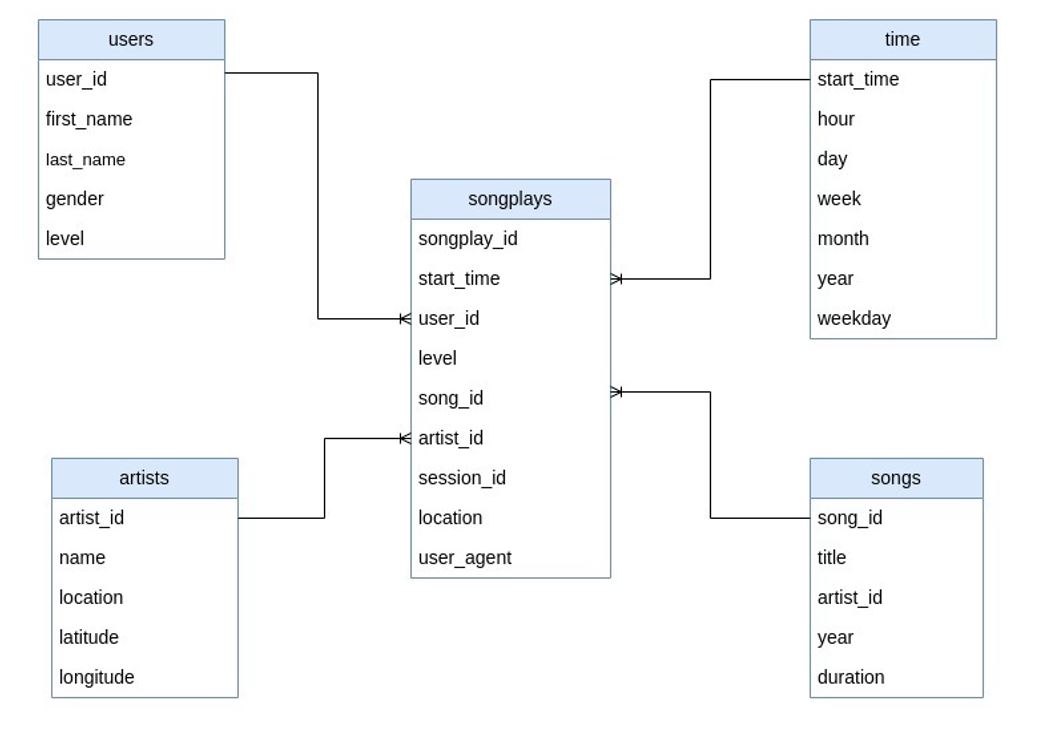 users
user_id
first_name
last_name
gender
level
time
start_time
hour
day
week
month
year
weekday
songplays
songplay_id
start_time
user_id
level
song_id
artist_id
session_id
location
user_agent
artists
artist_id
name
location
latitude
longitude
songs
song_id
title
artist_id
year
duration